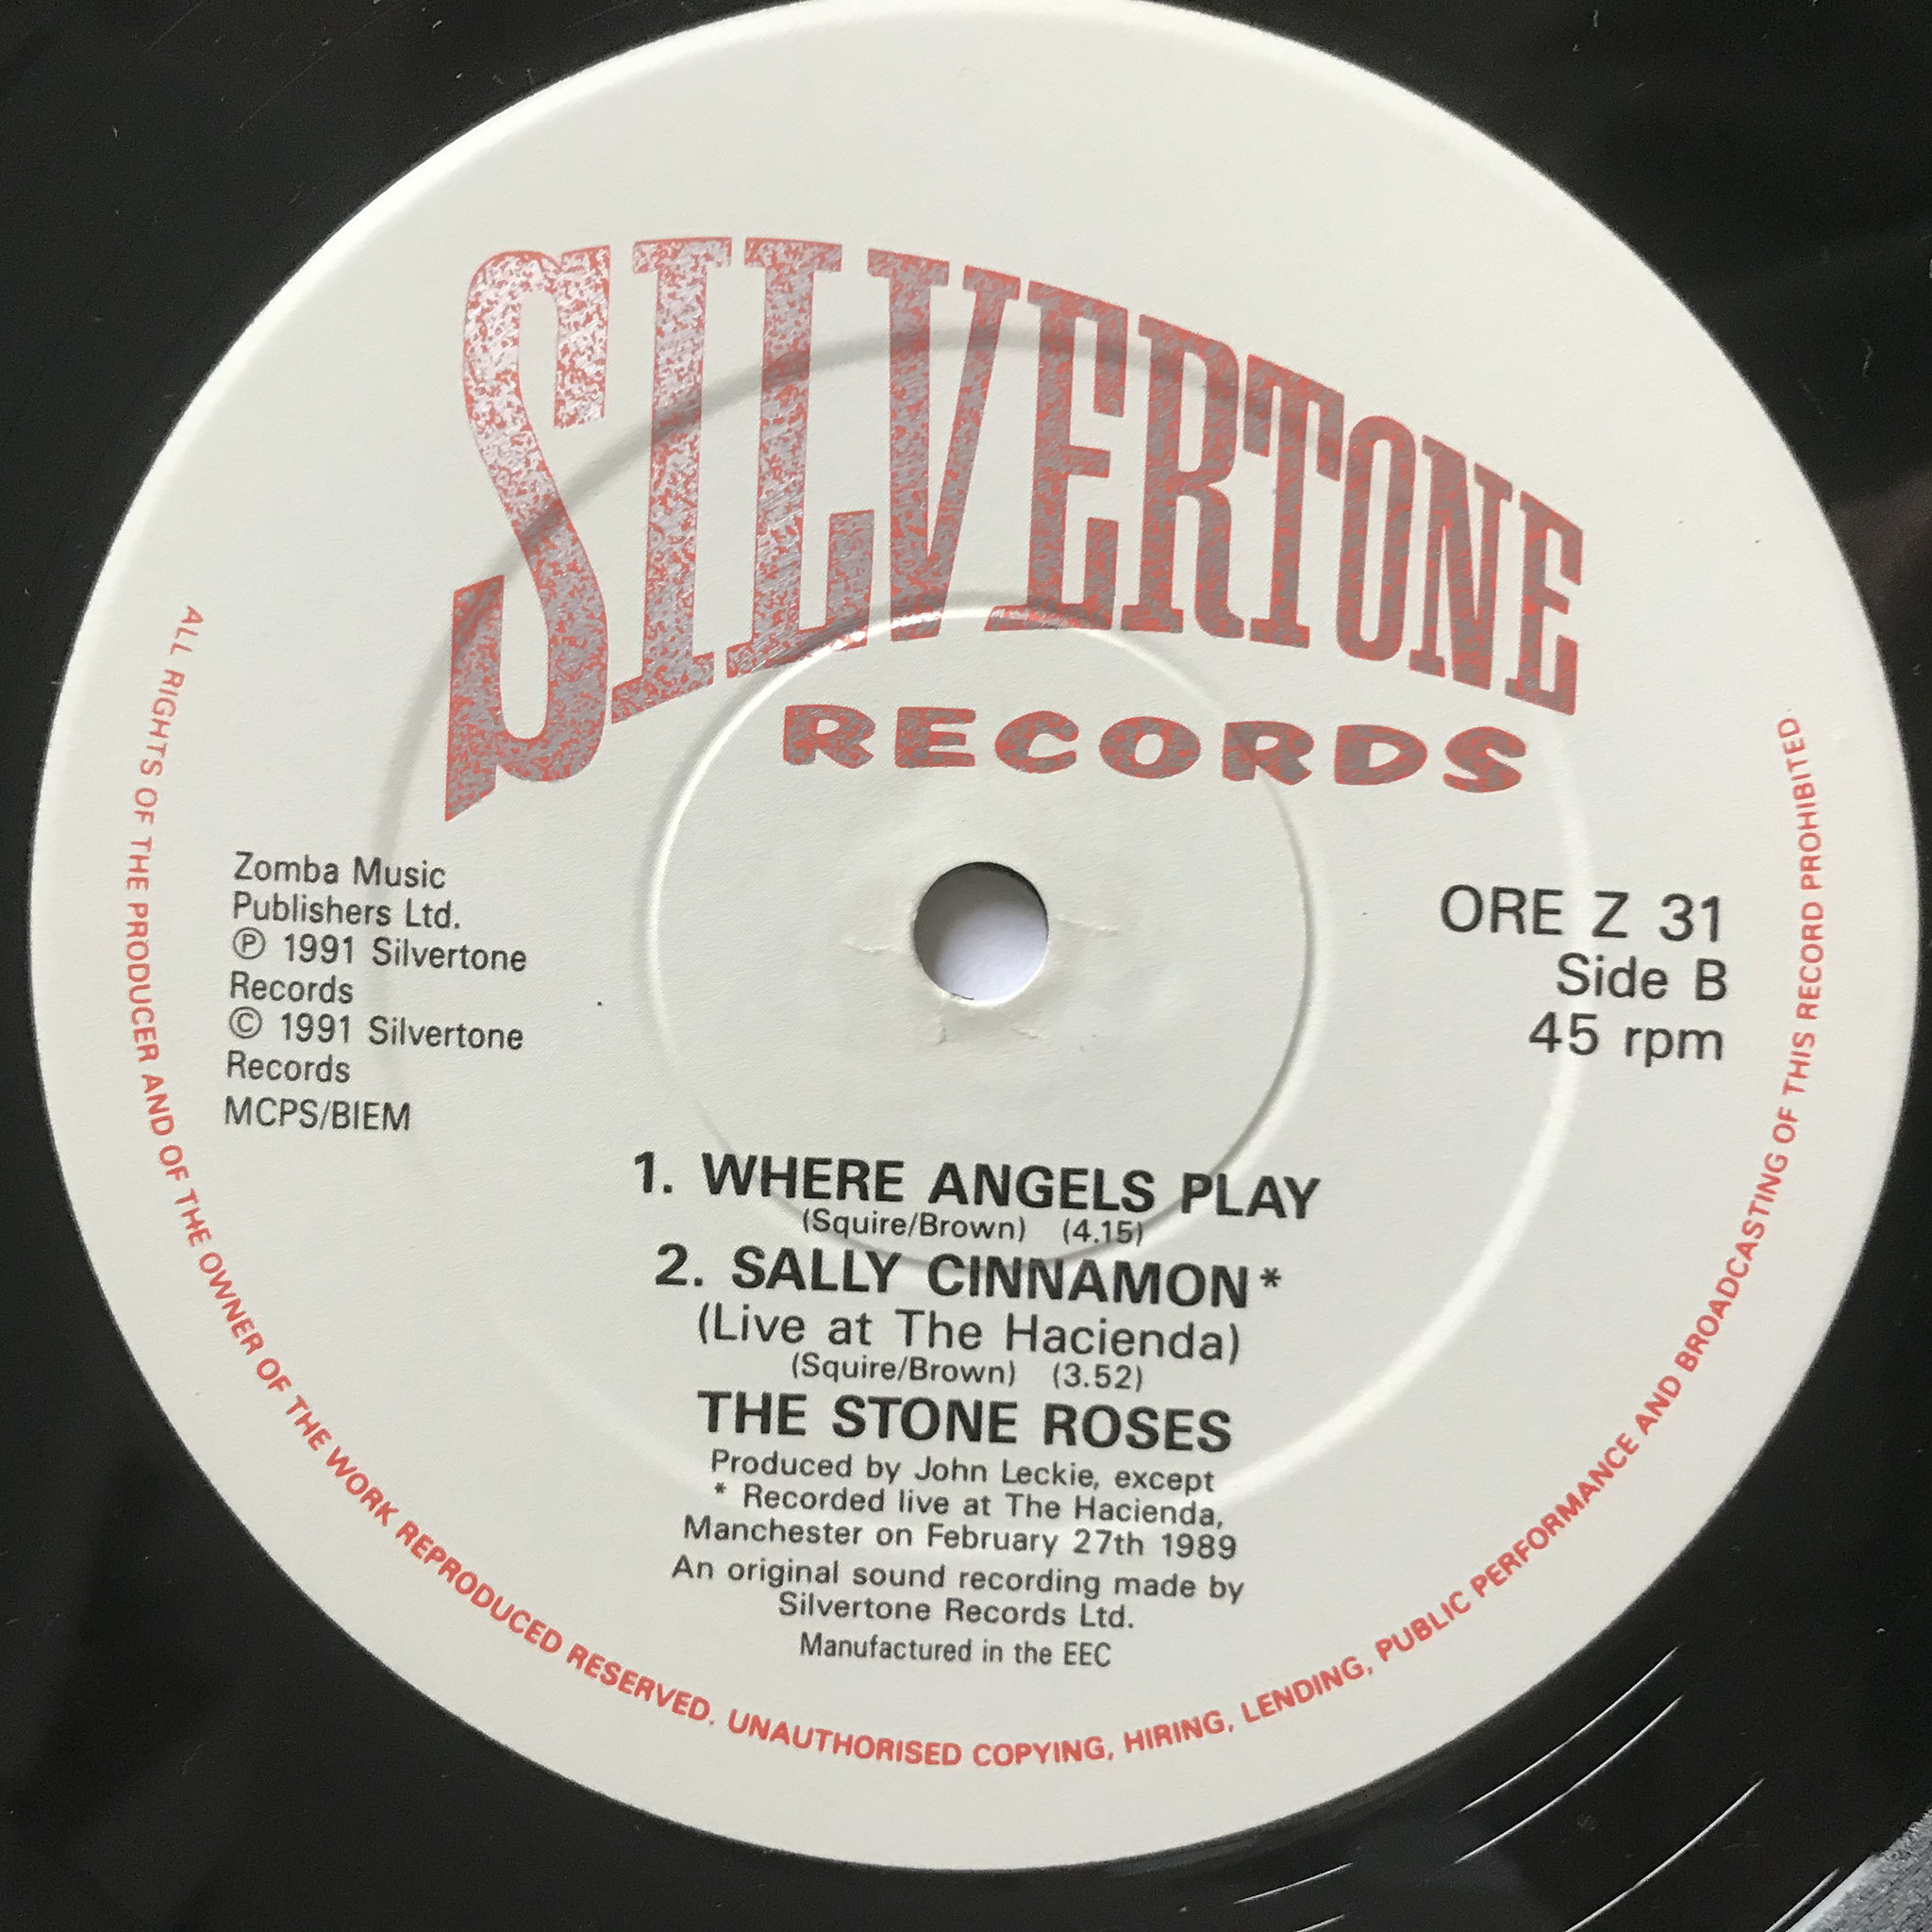 SILVERTONE
RECORDS
Zomba Music
Publishers Ltd.
Ⓟ 1991 Silvertone
Records
© 1991 Silvertone
Records
MCPS/BIEM
ORE Z 31
Side B
45 rpm
1. WHERE ANGELS PLAY
(Squire/Brown) (4.15)
2. SALLY CINNAMON*
(Live at The Hacienda)
(Squire/Brown) (3.52)
THE STONE ROSES
Produced by John Leckie, except
* Recorded live at The Hacienda,
Manchester on February 27th 1989
An original sound recording made by
Silvertone Records Ltd.
Manufactured in the EEC
ALL RIGHTS OF THE PRODUCER AND OF THE OWNER OF THE WORK REPRODUCED RESERVED. UNAUTHORISED COPYING, HIRING, LENDING, PUBLIC PERFORMANCE AND BROADCASTING OF THIS RECORD PROHIBITED